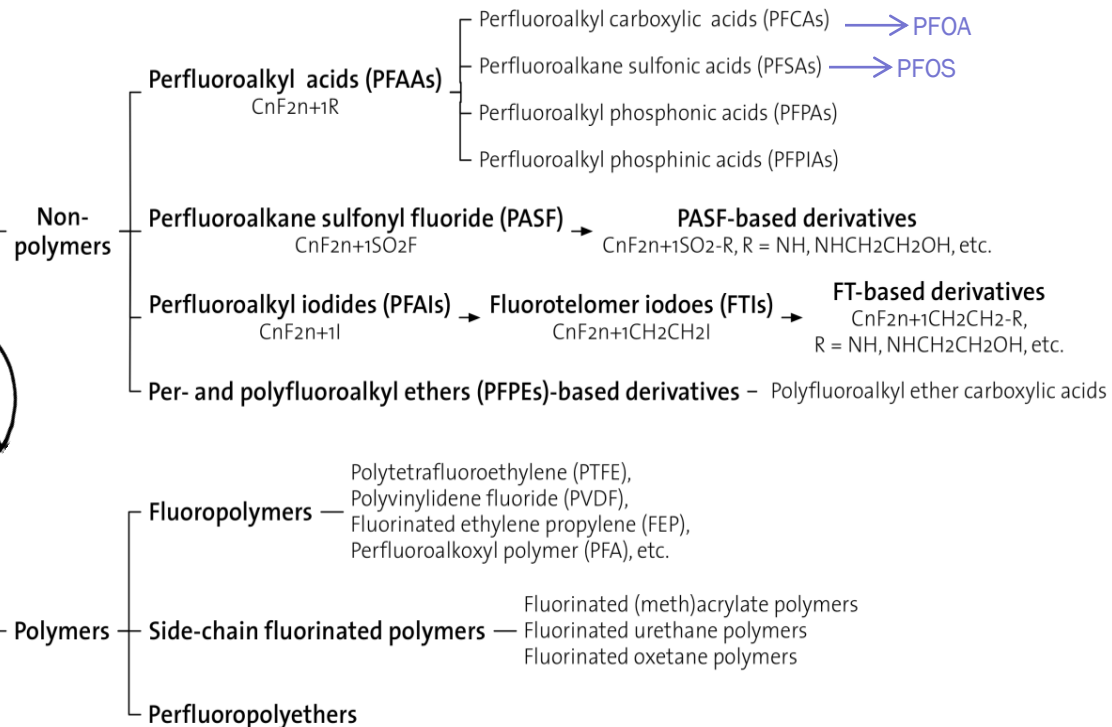 Perfluoroalkyl carboxylic acids (PFCAs) PFOA
Perfluoroalkane sulfonic acids (PFSAs) PFOS
Perfluoroalkyl acids (PFAAs)
CnF2n+1R
Perfluoroalkyl phosphonic acids (PFPAs)
Perfluoroalkyl phosphinic acids (PFPIAs)
Non-
polymers
Perfluoroalkane sulfonyl fluoride (PASF)
CnF2n+1SO2F
PASF-based derivatives
CnF2n+1SO2-R, R = NH, NHCH2CH2OH, etc.
Perfluoroalkyl iodides (PFAIs)
CnF2n+1I
Fluorotelomer iodoes (FTIs)
CnF2n+1CH2CH2I
FT-based derivatives
CnF2n+1CH2CH2-R,
R = NH, NHCH2CH2OH, etc.
Per- and polyfluoroalkyl ethers (PFPEs)-based derivatives – Polyfluoroalkyl ether carboxylic acids
Polymers
Fluoropolymers
Polytetrafluoroethylene (PTFE),
Polyvinylidene fluoride (PVDF),
Fluorinated ethylene propylene (FEP),
Perfluoroalkoxyl polymer (PFA), etc.
Side-chain fluorinated polymers
Fluorinated (meth)acrylate polymers
Fluorinated urethane polymers
Fluorinated oxetane polymers
Perfluoropolyethers